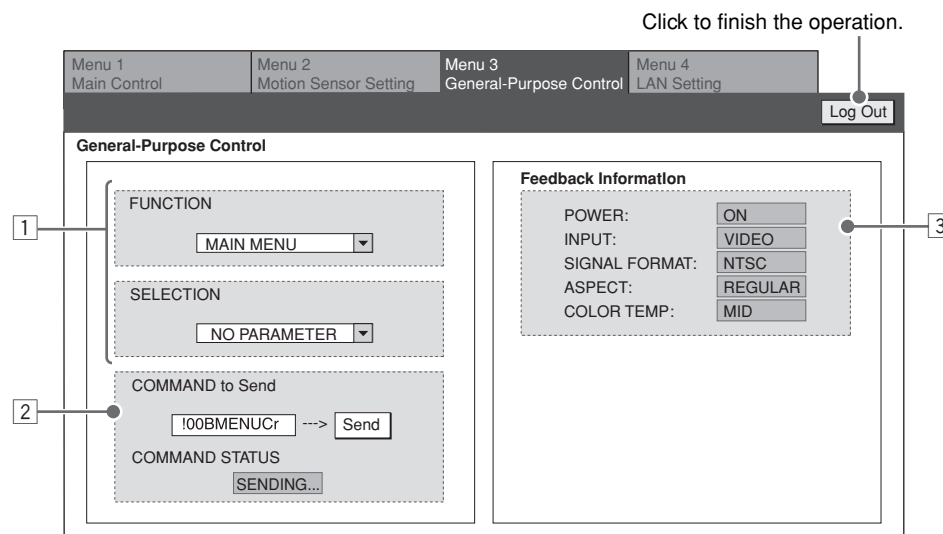 Click to finish the operation.
Menu 1
Main Control
Menu 2
Motion Sensor Setting
Menu 3
General-Purpose Control
Menu 4
LAN Setting
Log Out
General-Purpose Control
1
FUNCTION
MAIN MENU
SELECTION
NO PARAMETER
2
COMMAND to Send
!00BMENUCr ---> Send
COMMAND STATUS
SENDING...
Feedback InformatIon
3
POWER: ON
INPUT: VIDEO
SIGNAL FORMAT: NTSC
ASPECT: REGULAR
COLOR TEMP: MID